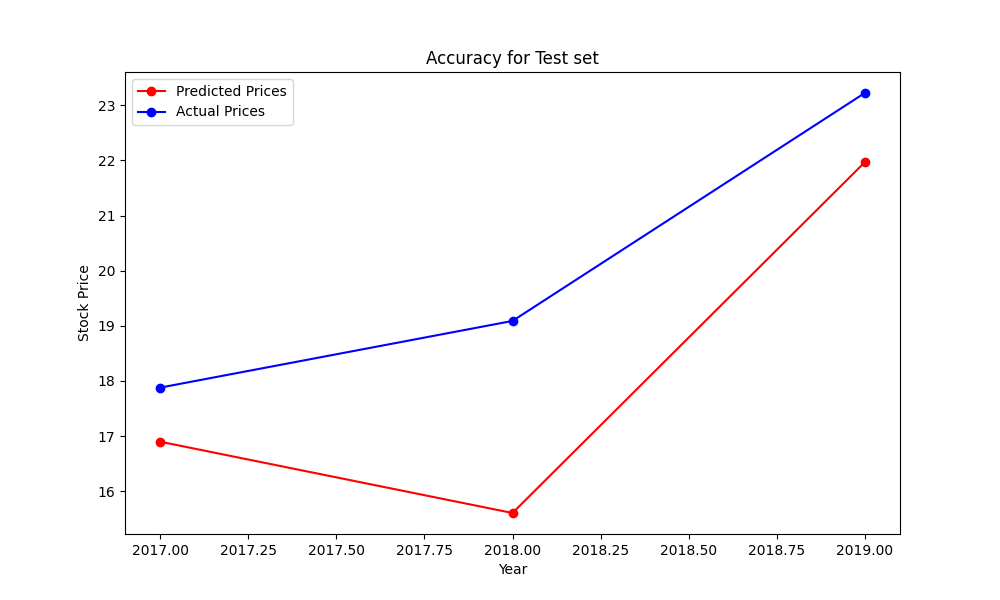 Accuracy for Test set
Predicted Prices
Actual Prices
Stock Price
23
22
21
20
19
18
17
16
2017.00 2017.25 2017.50 2017.75 2018.00 2018.25 2018.50 2018.75 2019.00
Year